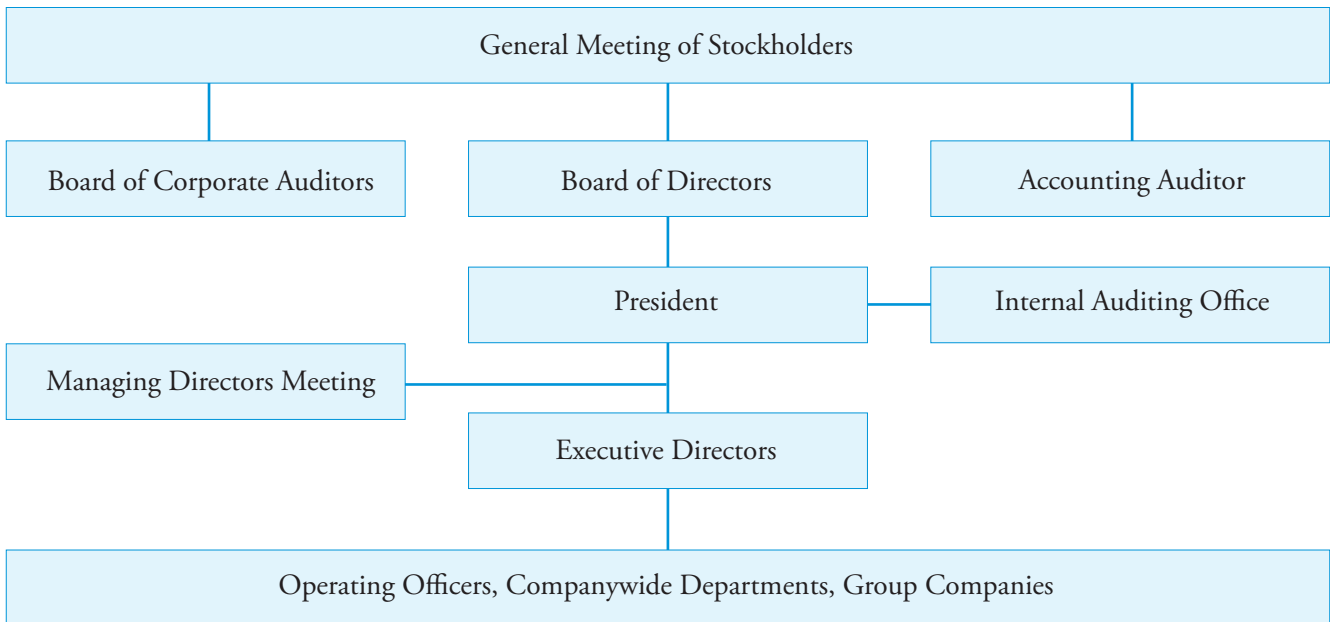 General Meeting of Stockholders
Board of Corporate Auditors
Board of Directors
Accounting Auditor
President
Internal Auditing Office
Managing Directors Meeting
Executive Directors
Operating Officers, Companywide Departments, Group Companies